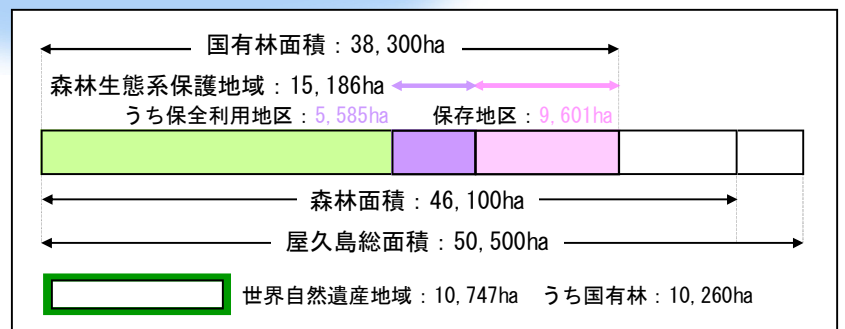 国有林面積：38,300ha
森林生態系保護地域：15,186ha
うち保全利用地区：5,585ha　保存地区：9,601ha
森林面積：46,100ha
屋久島総面積：50,500ha
世界自然遺産地域：10,747ha　うち国有林：10,260ha